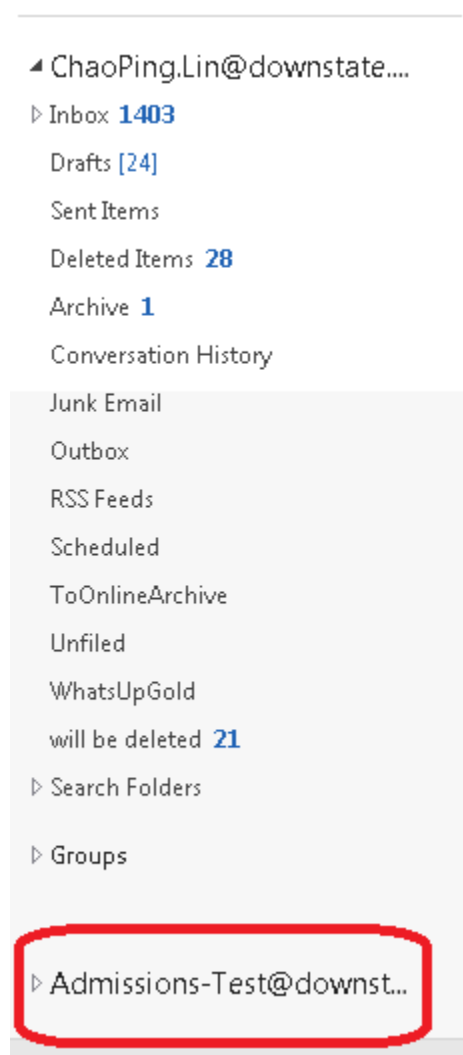 ChaoPing.Lin@downstate....
Inbox 1403
Drafts [24]
Sent Items
Deleted Items 28
Archive 1
Conversation History
Junk Email
Outbox
RSS Feeds
Scheduled
ToOnlineArchive
Unfiled
WhatsUpGold
will be deleted 21
Search Folders
Groups
Admissions-Test@downst...